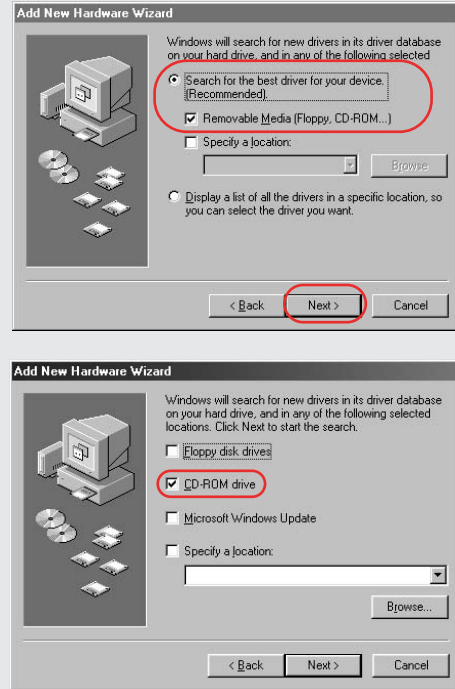 Add New Hardware Wizard
Windows will search for new drivers in its driver database
on your hard drive, and in any of the following selected
Search for the best driver for your device.
(Recommended).
Removable Media (Floppy, CD-ROM...)
Specify a location:
Browse
Display a list of all the drivers in a specific location, so
you can select the driver you want.
< Back
Next >
Cancel
Add New Hardware Wizard
Windows will search for new drivers in its driver database
on your hard drive, and in any of the following selected
locations. Click Next to start the search.
Floppy disk drives
CD-ROM drive
Microsoft Windows Update
Specify a location:
Browse...
< Back
Next >
Cancel